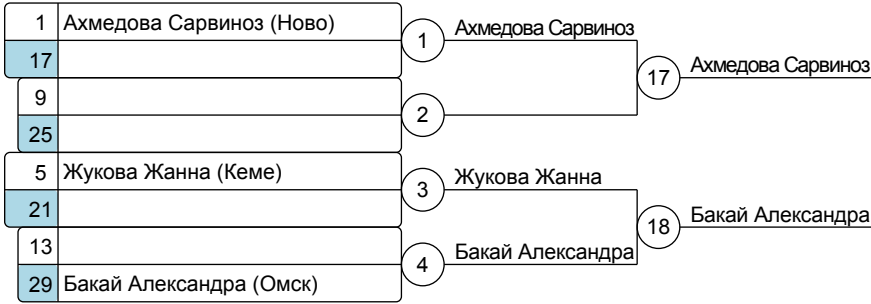 1 Ахмедова Сарвиноз (Ново)
17
1 Ахмедова Сарвиноз
17 Ахмедова Сарвиноз
9
25
2
5 Жукова Жанна (Кеме)
21
3 Жукова Жанна
18 Бакай Александра
13
29 Бакай Александра (Омск)
4 Бакай Александра